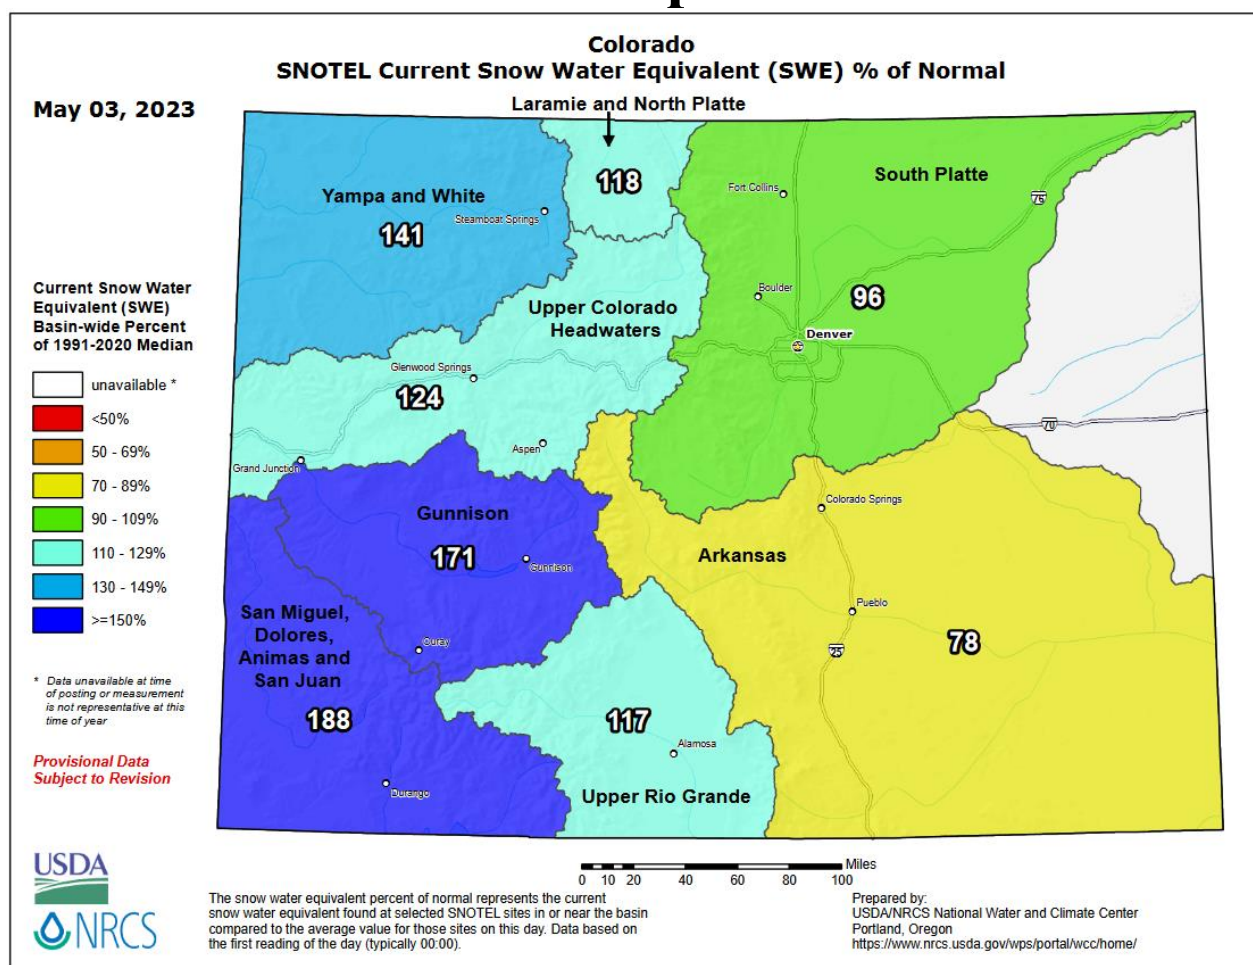 Colorado
SNOTEL Current Snow Water Equivalent (SWE) % of Normal
May 03, 2023
Laramie and North Platte
118
Yampa and White
141
Steamboat Springs
Fort Collins
South Platte
76
Current Snow Water
Equivalent (SWE)
Basin-wide Percent
of 1991-2020 Median
unavailable *
<50%
50 - 69%
70 - 89%
90 - 109%
110 - 129%
130 - 149%
>=150%
Upper Colorado
Headwaters
Boulder
96
Denver
Glenwood Springs
124
Aspen
Grand Junction
70
Colorado Springs
Gunnison
171
Gunnison
Arkansas
Pueblo
San Miguel,
Dolores,
Animas and
San Juan
188
Ouray
25
78
117
Alamosa
Durango
Upper Rio Grande
* Data unavailable at time
of posting or measurement
is not representative at this
time of year
Provisional Data
Subject to Revision
USDA
NRCS
Miles
0 10 20 40 60 80 100
The snow water equivalent percent of normal represents the current
snow water equivalent found at selected SNOTEL sites in or near the basin
compared to the average value for those sites on this day. Data based on
the first reading of the day (typically 00:00).
Prepared by:
USDA/NRCS National Water and Climate Center
Portland, Oregon
https://www.nrcs.usda.gov/wps/portal/wcc/home/